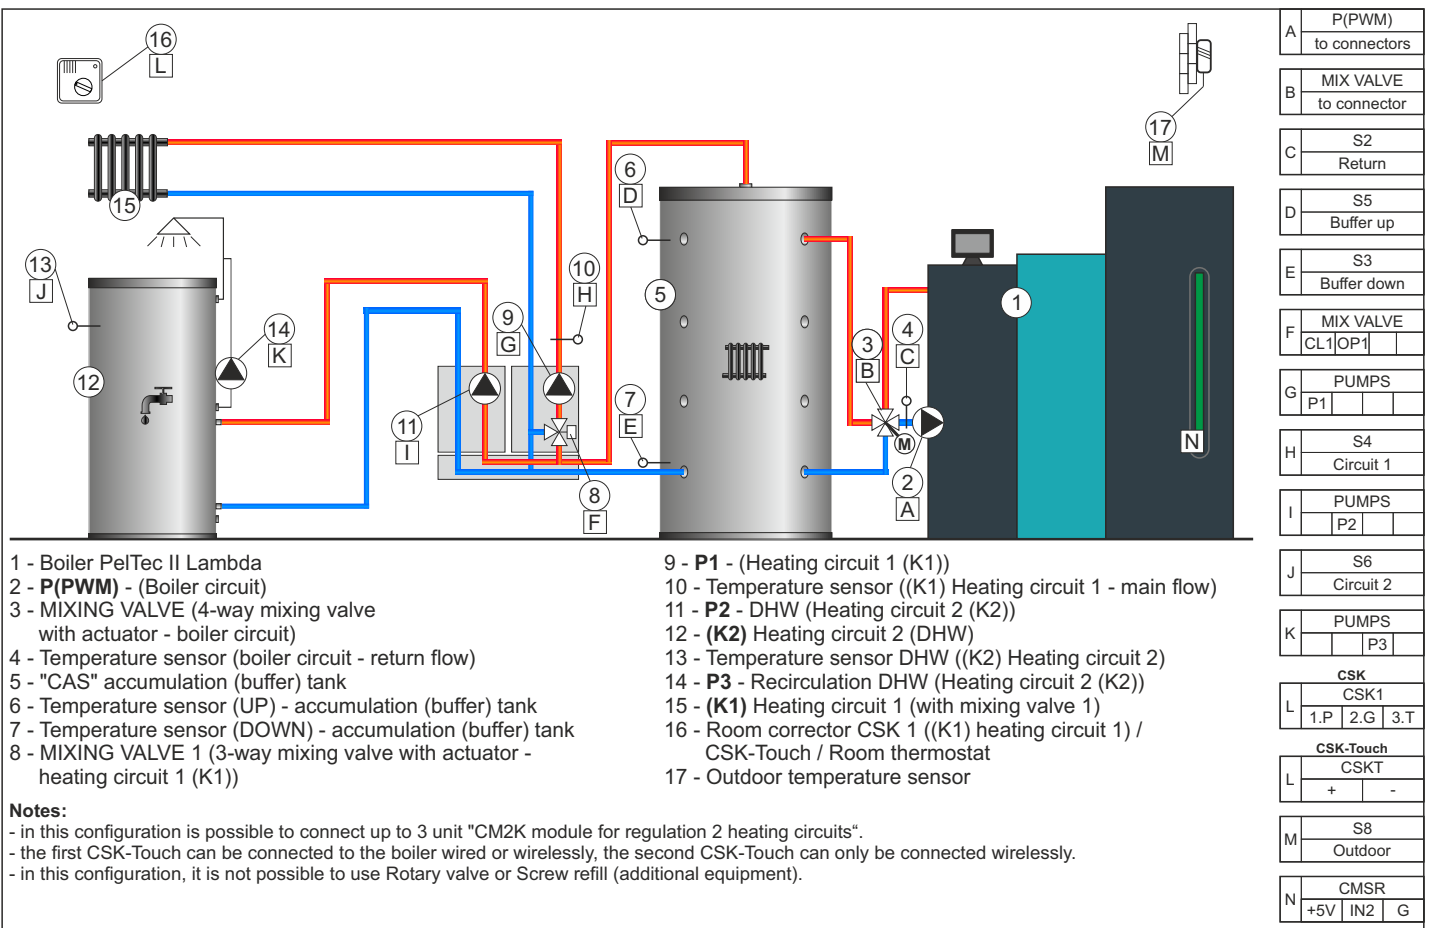 16
L
17
M
15
6
D
13
J
10
H
14
K
9
G
5
1
3
B
4
C
12
11
I
7
E
M
N
8
F
2
A
1 - Boiler PelTec II Lambda
2 - P(PWM) - (Boiler circuit)
3 - MIXING VALVE (4-way mixing valve
with actuator - boiler circuit)
4 - Temperature sensor (boiler circuit - return flow)
5 - "CAS" accumulation (buffer) tank
6 - Temperature sensor (UP) - accumulation (buffer) tank
7 - Temperature sensor (DOWN) - accumulation (buffer) tank
8 - MIXING VALVE 1 (3-way mixing valve with actuator -
heating circuit 1 (K1))
9 - P1 - (Heating circuit 1 (K1))
10 - Temperature sensor ((K1) Heating circuit 1 - main flow)
11 - P2 - DHW (Heating circuit 2 (K2))
12 - (K2) Heating circuit 2 (DHW)
13 - Temperature sensor DHW ((K2) Heating circuit 2)
14 - P3 - Recirculation DHW (Heating circuit 2 (K2))
15 - (K1) Heating circuit 1 (with mixing valve 1)
16 - Room corrector CSK 1 ((K1) heating circuit 1) /
CSK-Touch / Room thermostat
17 - Outdoor temperature sensor
Notes:
- in this configuration is possible to connect up to 3 unit "CM2K module for regulation 2 heating circuits“.
- the first CSK-Touch can be connected to the boiler wired or wirelessly, the second CSK-Touch can only be connected wirelessly.
- in this configuration, it is not possible to use Rotary valve or Screw refill (additional equipment).
A
P(PWM)
to connectors
B
MIX VALVE
to connector
C
S2
Return
D
S5
Buffer up
E
S3
Buffer down
F
MIX VALVE
CL1 OP1
G
PUMPS
P1
H
S4
Circuit 1
I
PUMPS
P2
J
S6
Circuit 2
K
PUMPS
P3
CSK
L
CSK1
1.P 2.G 3.T
CSK-Touch
L
CSKT
+ -
M
S8
Outdoor
N
CMSR
+5V IN2 G